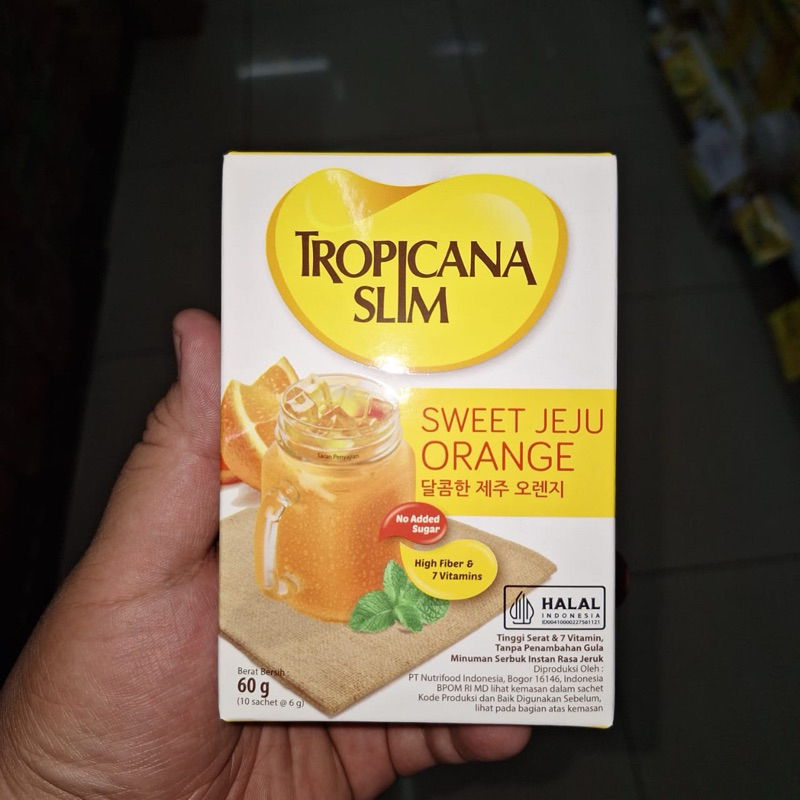 TROPICANA
SLIM
SWEET JEJU
ORANGE
달콤한 제주 오렌지
Saran Penyajian
No Added
Sugar
High Fiber &
7 Vitamins
HALAL
INDONESIA
ID00410000227561121
Tinggi Serat & 7 Vitamin,
Tanpa Penambahan Gula
Minuman Serbuk Instan Rasa Jeruk
Diproduksi Oleh :
PT Nutrifood Indonesia, Bogor 16146, Indonesia
BPOM RI MD lihat kemasan dalam sachet
Kode Produksi dan Baik Digunakan Sebelum,
lihat pada bagian atas kemasan
Berat Bersih :
60 g
(10 sachet @ 6 g)